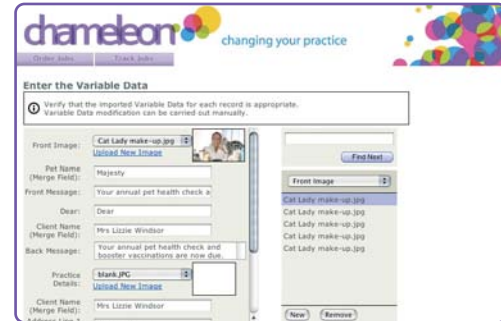 chameleon changing your practice
Order Jobs Track Jobs
Enter the Variable Data
Verify that the imported Variable Data for each record is appropriate.
Variable Data modification can be carried out manually.
Front Image: Cat Lady make-up.jpg
Upload New Image
Pet Name
(Merge Field): Majesty
Front Message: Your annual pet health check a
Dear: Dear
Client Name
(Merge Field): Mrs Lizzie Windsor
Back Message: Your annual pet health check and
booster vaccinations are now due.
Practice
Details: blank.JPG
Upload New Image
Client Name
(Merge Field): Mrs Lizzie Windsor
Address Line 1
Find Next
Front Image
Cat Lady make-up.jpg
Cat Lady make-up.jpg
Cat Lady make-up.jpg
Cat Lady make-up.jpg
Cat Lady make-up.jpg
New Remove